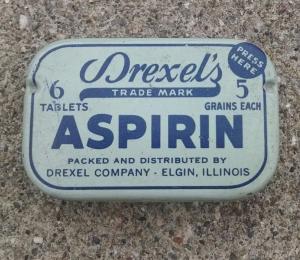 Drexel's
PRESS
HERE
TRADE MARK
6
TABLETS
5
GRAINS EACH
ASPIRIN
PACKED AND DISTRIBUTED BY
DREXEL COMPANY - ELGIN, ILLINOIS